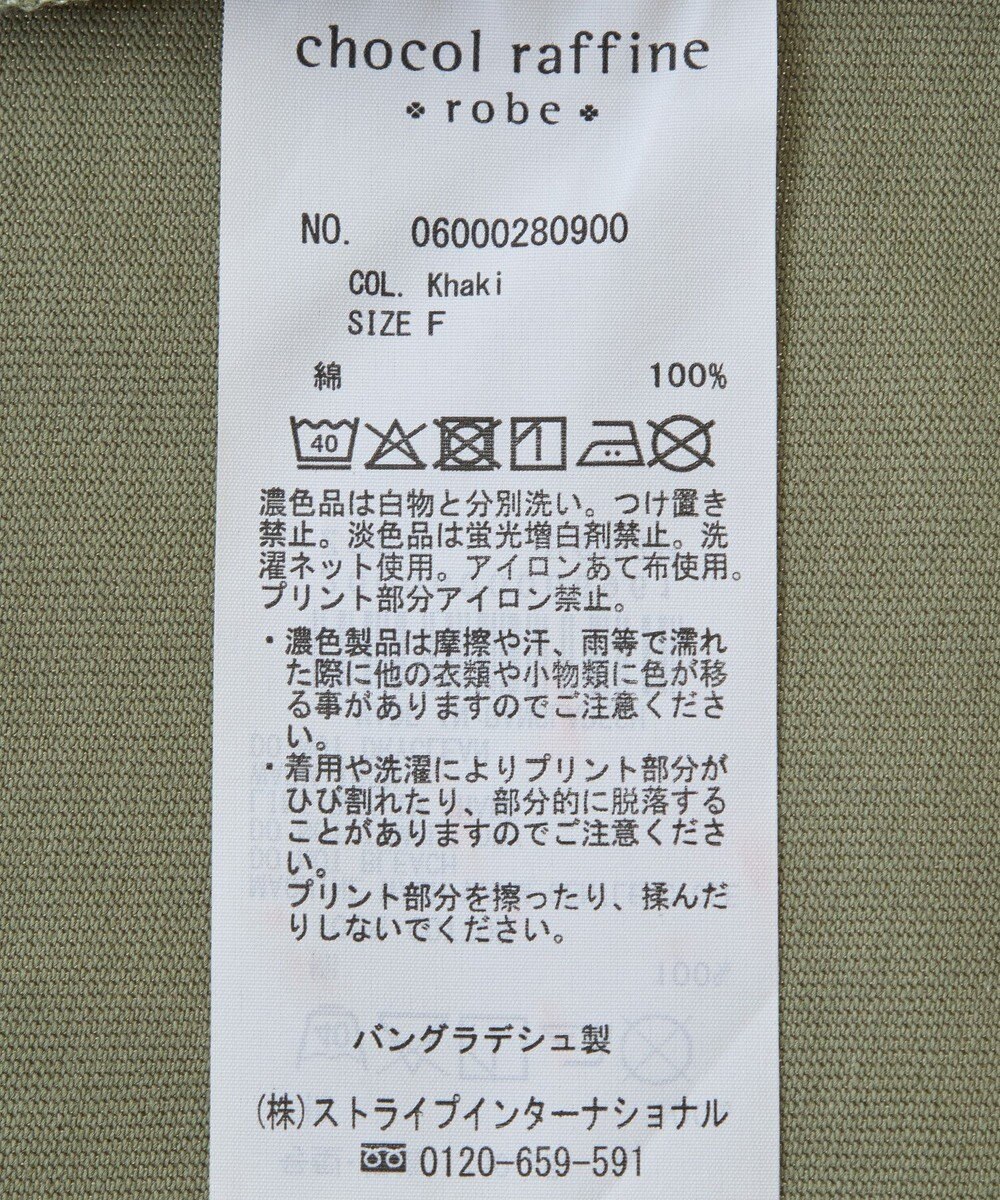 chocol raffine
robe
NO. 06000280900
COL. Khaki
SIZE F
綿 100%
40
濃色品は白物と分別洗い。つけ置き
禁止。淡色品は蛍光増白剤禁止。洗
濯ネット使用。アイロンあて布使用。
プリント部分アイロン禁止。
・濃色製品は摩擦や汗、雨等で濡れ
た際に他の衣類や小物類に色が移
る事がありますのでご注意くださ
い。
・着用や洗濯によりプリント部分が
ひび割れたり、部分的に脱落する
ことがありますのでご注意くださ
い。
プリント部分を擦ったり、揉んだ
りしないでください。
バングラデシュ製
(株)ストライプインターナショナル
0120-659-591